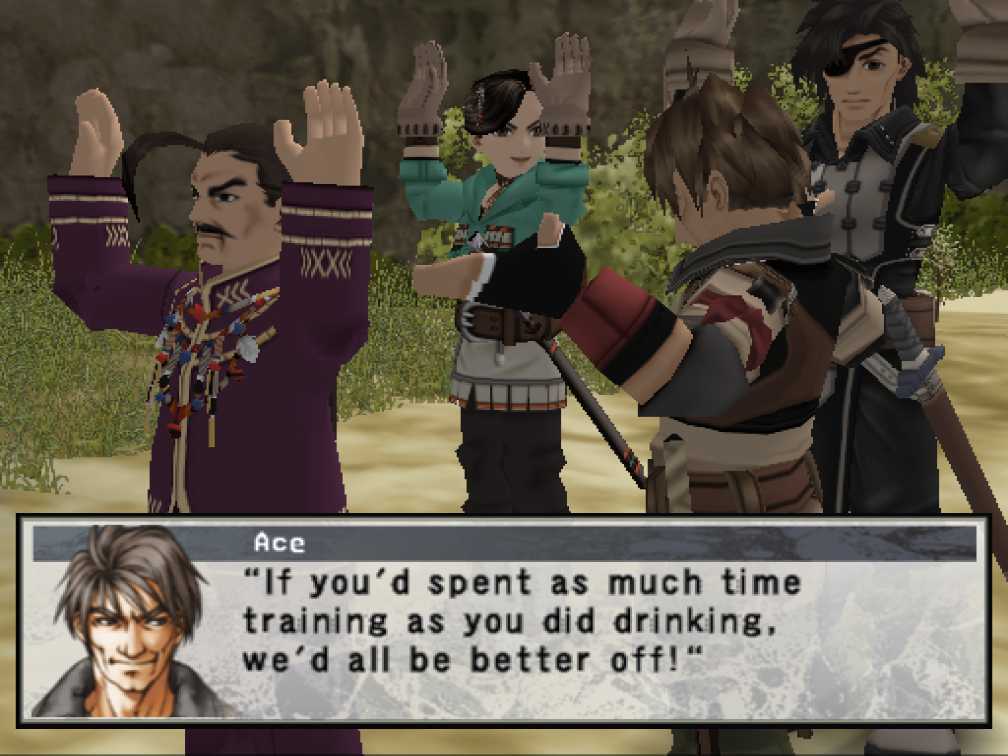 Ace
“If you'd spent as much time
training as you did drinking,
we'd all be better off!“